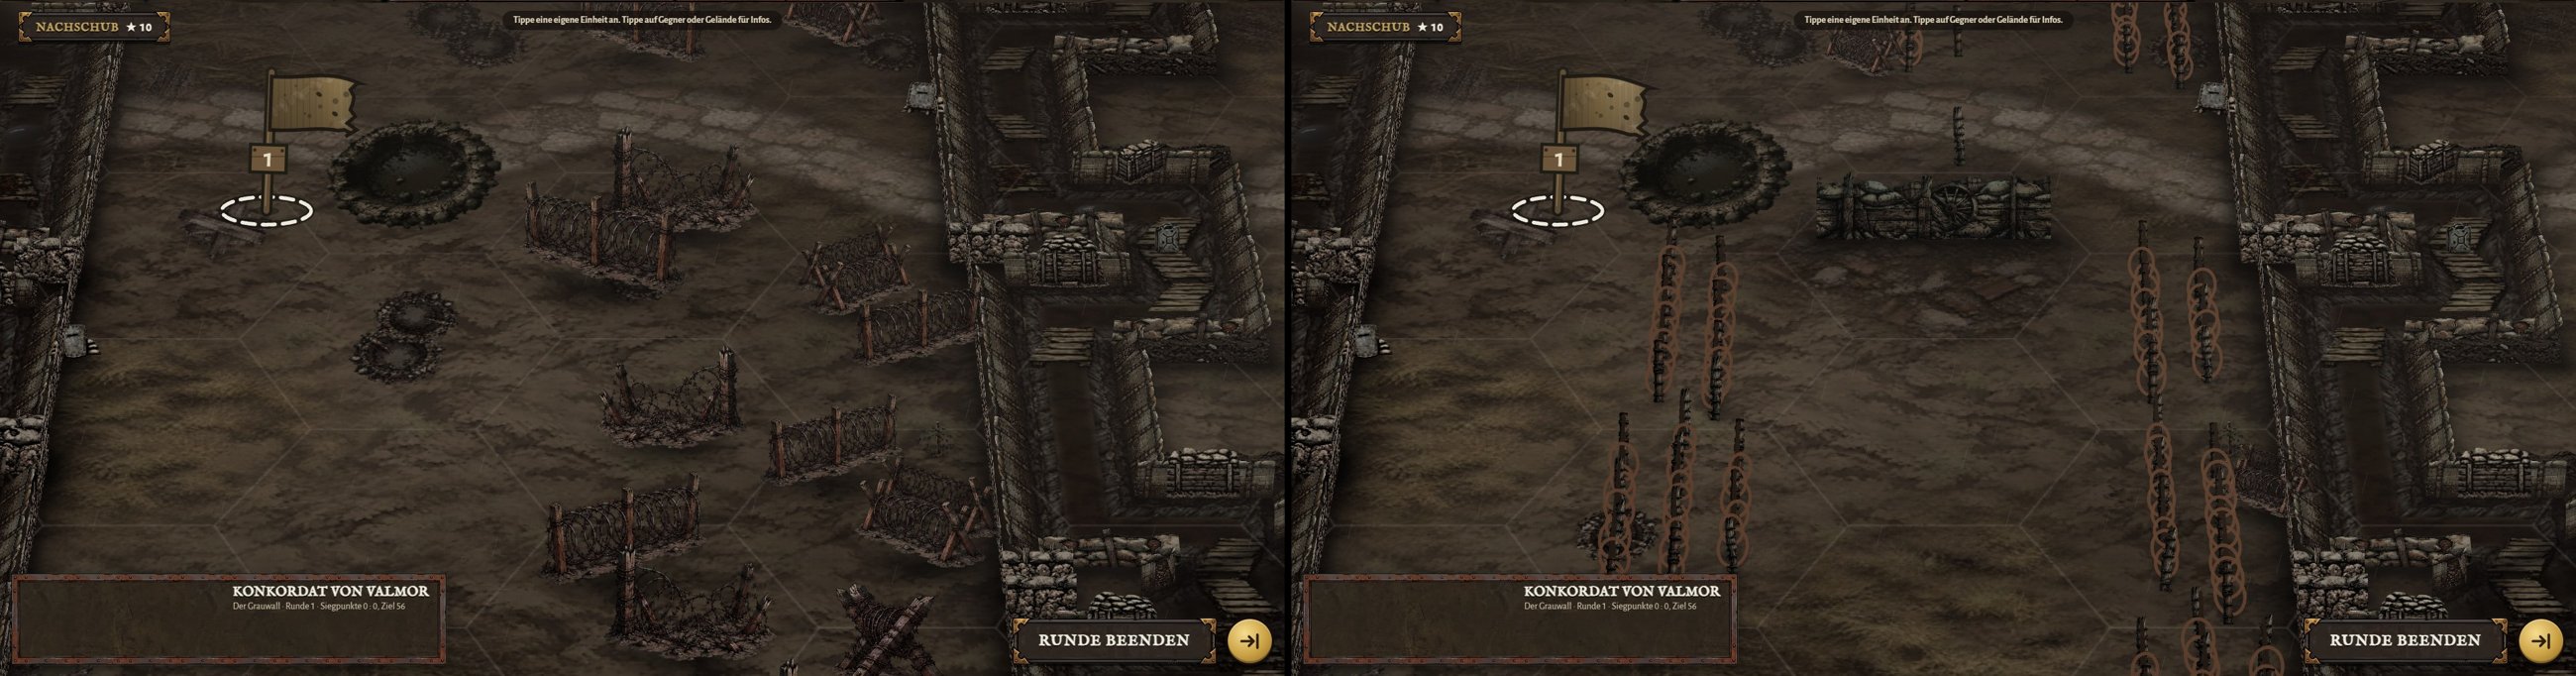 NACHSCHUB ★ 10
Tippe eine eigene Einheit an. Tippe auf Gegner oder Gelände für Infos.
1
KONKORDAT VON VALMOR
Der Grauwall · Runde 1 · Siegpunkte 0 : 0, Ziel 56
RUNDE BEENDEN
NACHSCHUB ★ 10
Tippe eine eigene Einheit an. Tippe auf Gegner oder Gelände für Infos.
1
KONKORDAT VON VALMOR
Der Grauwall · Runde 1 · Siegpunkte 0 : 0, Ziel 56
RUNDE BEENDEN